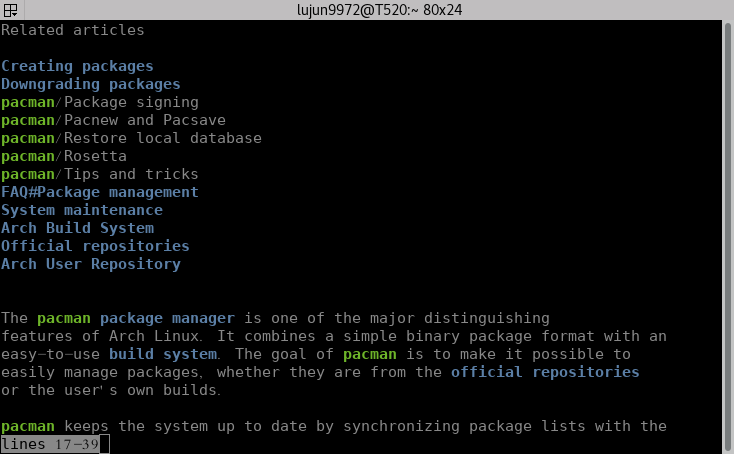 lujun9972@T520:~ 80x24
Related articles
Creating packages
Downgrading packages
pacman/Package signing
pacman/Pacnew and Pacsave
pacman/Restore local database
pacman/Rosetta
pacman/Tips and tricks
FAQ#Package management
System maintenance
Arch Build System
Official repositories
Arch User Repository
The pacman package manager is one of the major distinguishing
features of Arch Linux. It combines a simple binary package format with an
easy-to-use build system. The goal of pacman is to make it possible to
easily manage packages, whether they are from the official repositories
or the user's own builds.
pacman keeps the system up to date by synchronizing package lists with the
lines 17-39